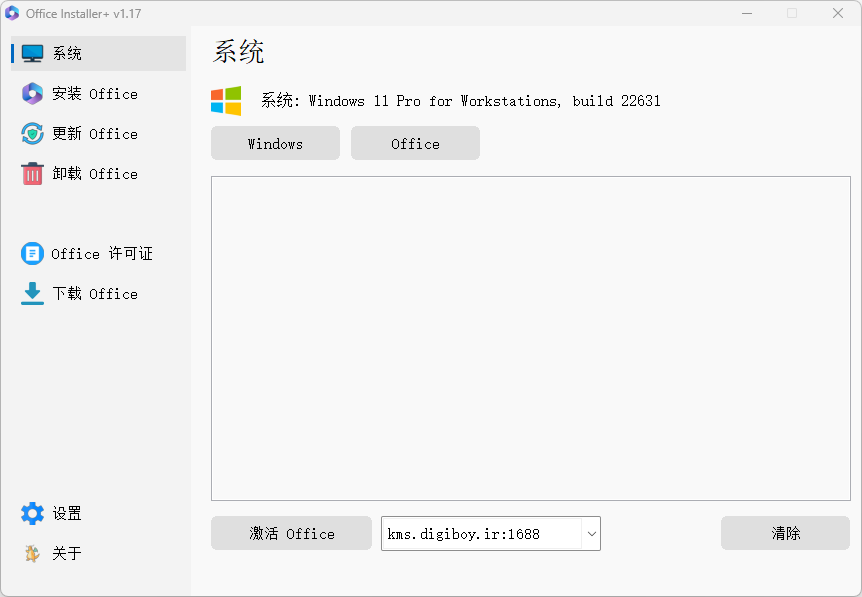 Office Installer+ v1.17
系统
安装 Office
更新 Office
卸载 Office
Office 许可证
下载 Office
设置
关于
系统
系统: Windows 11 Pro for Workstations, build 22631
Windows
Office
激活 Office
kms.digiboy.ir:1688
清除